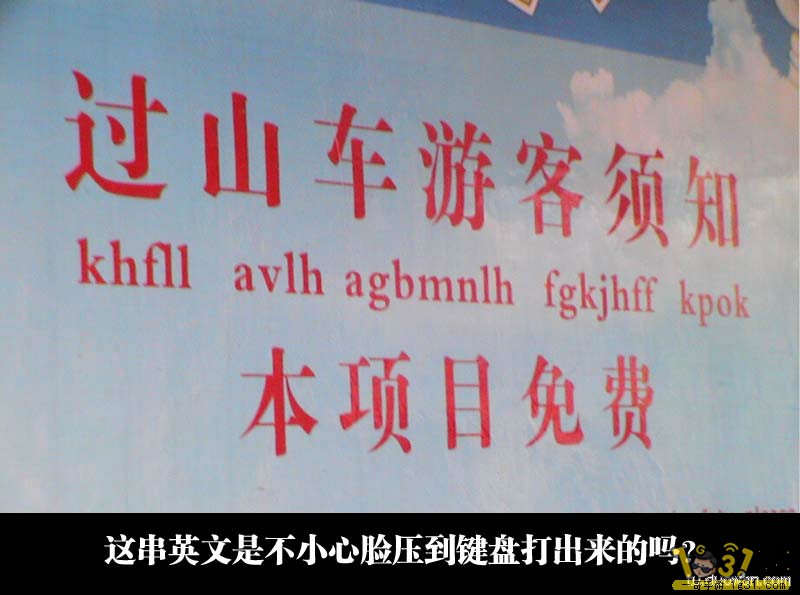 过山车游客须知
khfll avlh agbmnlh fgkjhff kpok
本项目免费
这串英文是不小心脸压到键盘打出来的吗?